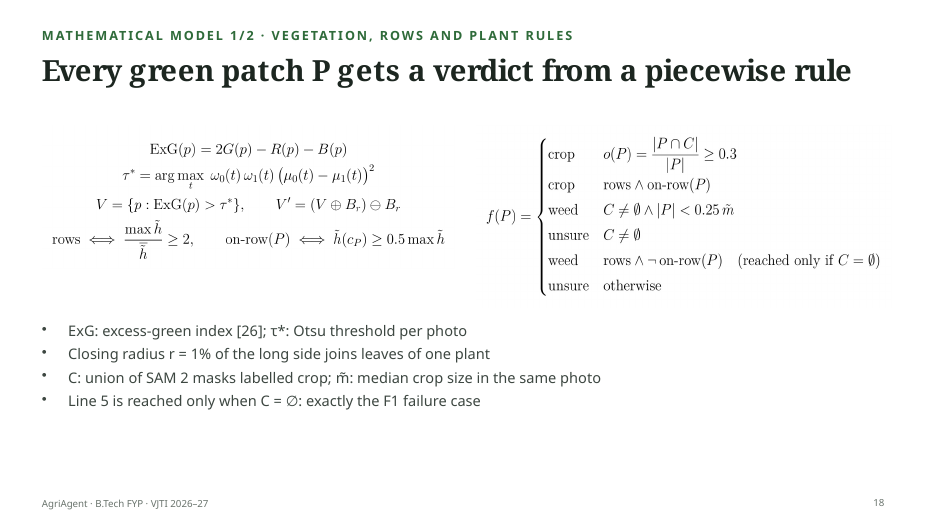 MATHEMATICAL MODEL 1/2 · VEGETATION, ROWS AND PLANT RULES
Every green patch P gets a verdict from a piecewise rule
ExG(p) = 2G(p) − R(p) − B(p)
τ* = arg max_t ω₀(t) ω₁(t) (μ₀(t) − μ₁(t))²
V = {p : ExG(p) > τ*},  V′ = (V ⊕ B_r) ⊖ B_r
rows ⟺ max h̃ / h̃̄ ≥ 2,  on-row(P) ⟺ h̃(c_P) ≥ 0.5 max h̃
f(P) = {
crop  o(P) = |P ∩ C| / |P| ≥ 0.3
crop  rows ∧ on-row(P)
weed  C ≠ ∅ ∧ |P| < 0.25 m̃
unsure  C ≠ ∅
weed  rows ∧ ¬ on-row(P)  (reached only if C = ∅)
unsure  otherwise
• ExG: excess-green index [26]; τ*: Otsu threshold per photo
• Closing radius r = 1% of the long side joins leaves of one plant
• C: union of SAM 2 masks labelled crop; m̃: median crop size in the same photo
• Line 5 is reached only when C = ∅: exactly the F1 failure case
AgriAgent · B.Tech FYP · VJTI 2026–27
18